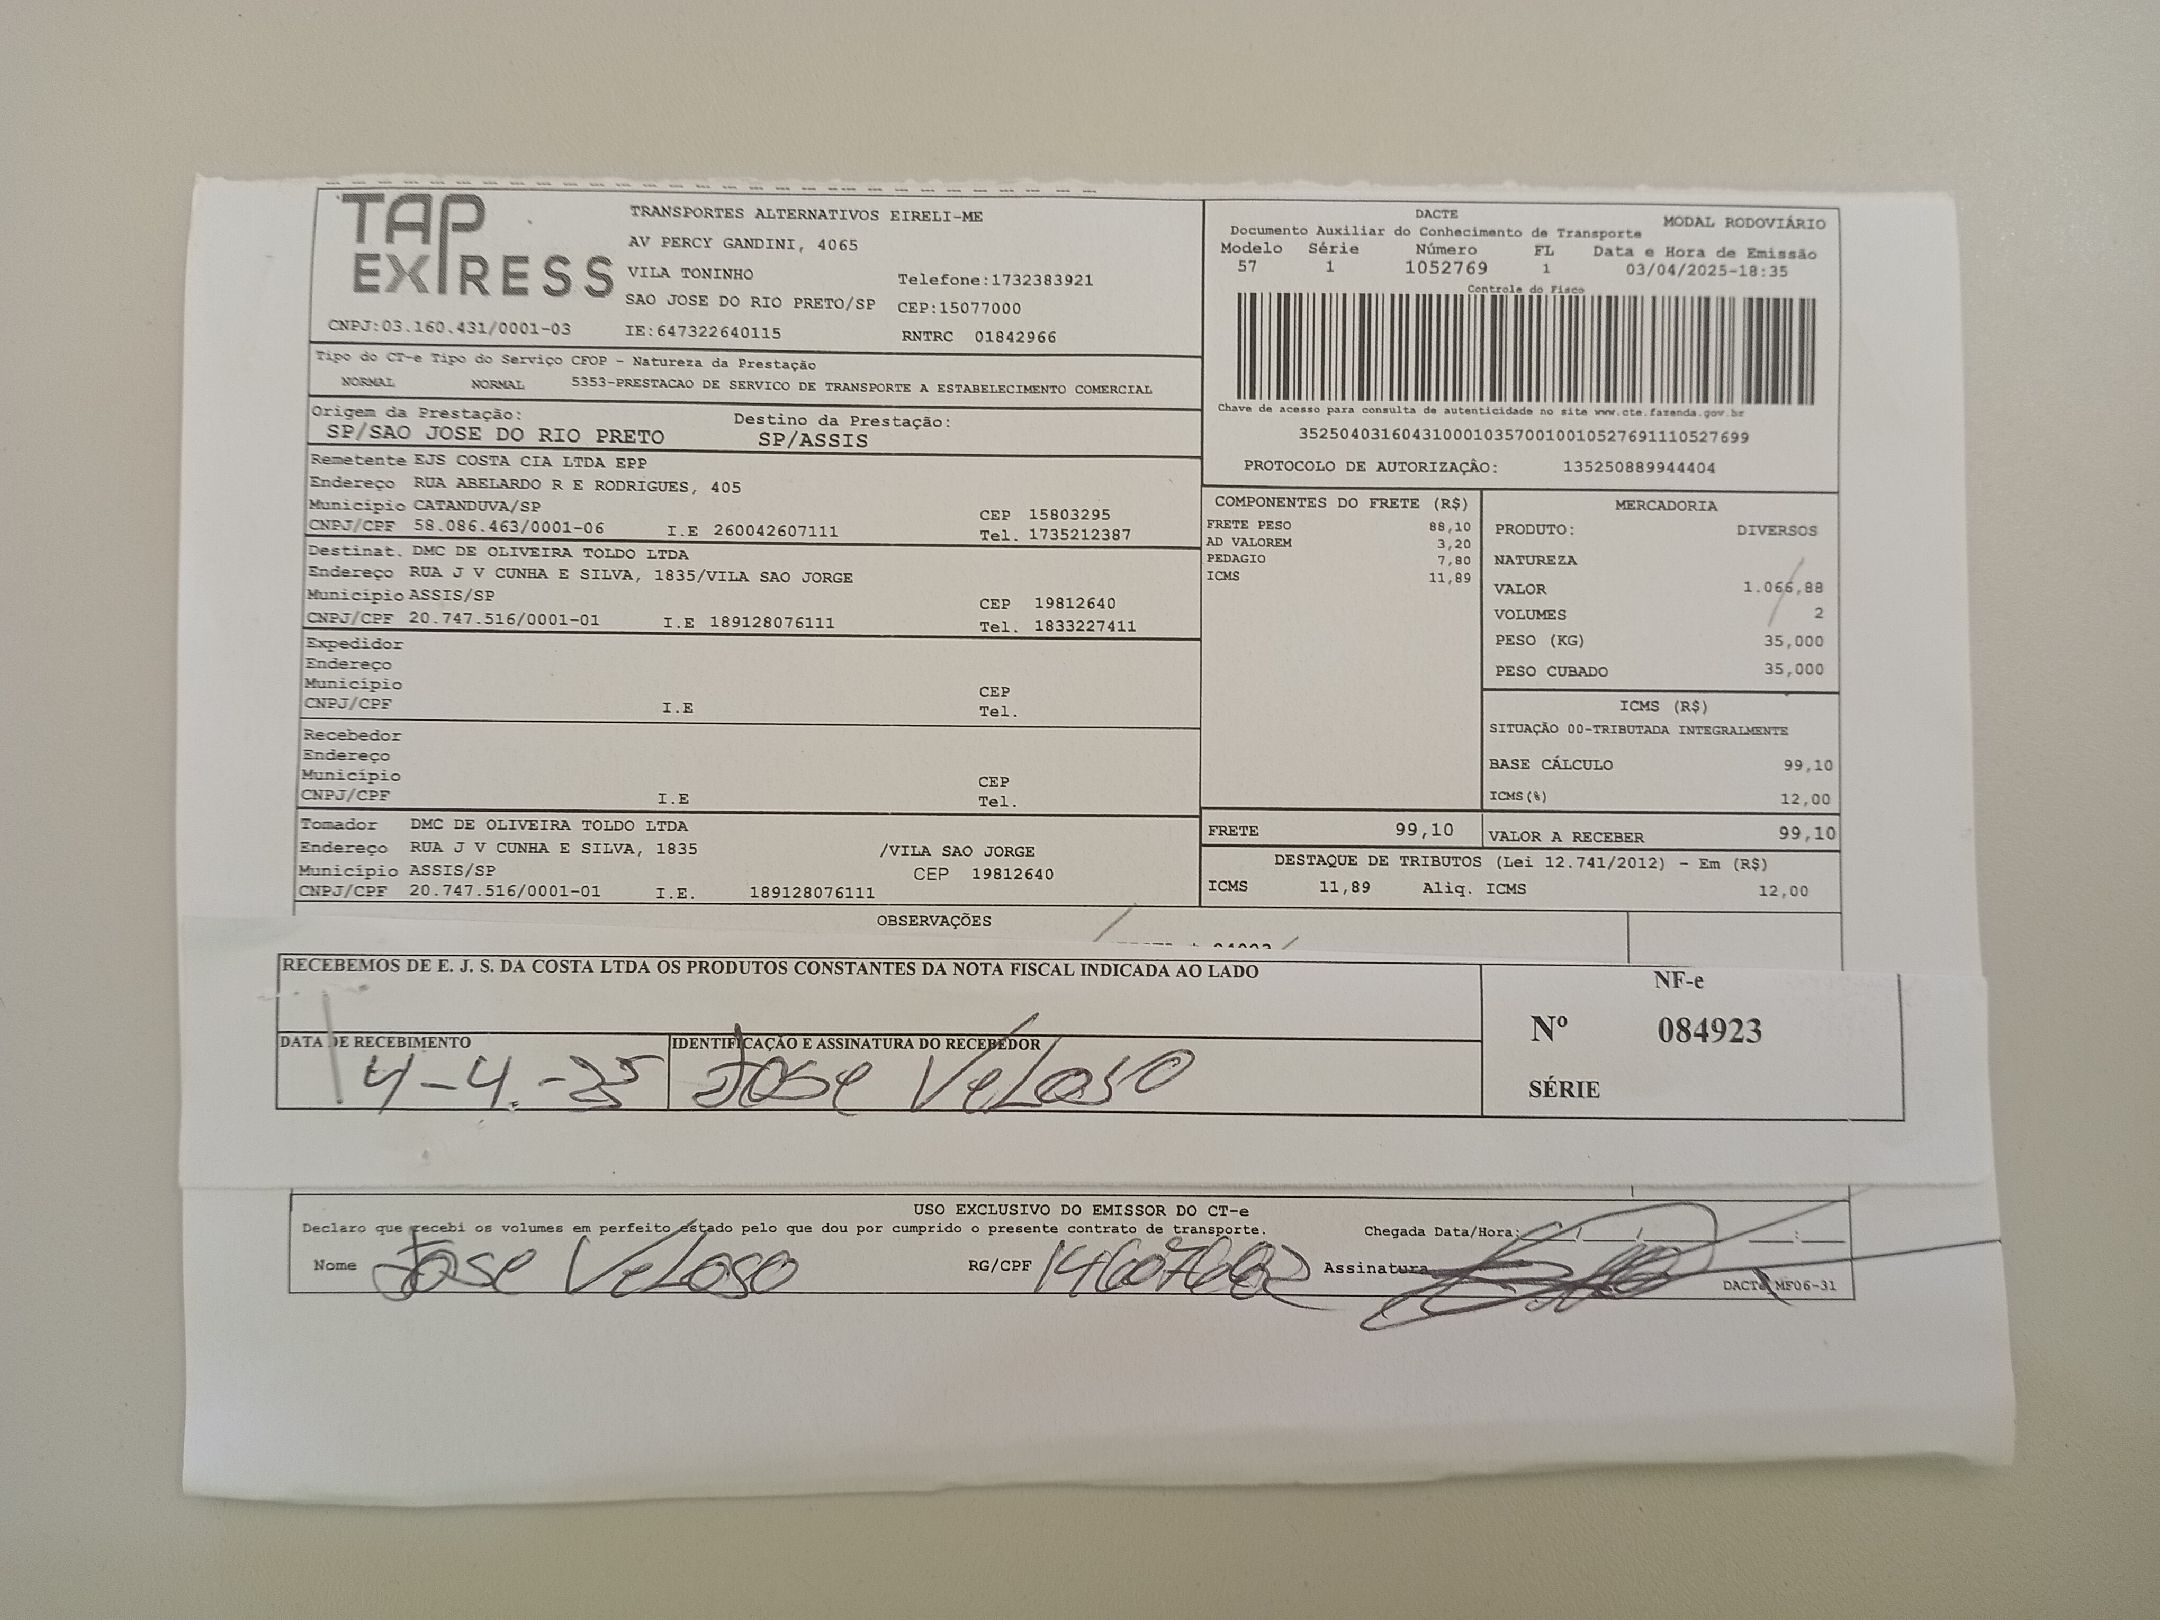 TAP EXPRESS
TRANSPORTES ALTERNATIVOS EIRELI-ME
AV PERCY GANDINI, 4065
VILA TONINHO Telefone:1732383921
SAO JOSE DO RIO PRETO/SP CEP:15077000
CNPJ:03.160.431/0001-03 IE:647322640115 RNTRC 01842966
DACTE MODAL RODOVIÁRIO
Documento Auxiliar do Conhecimento de Transporte
Modelo Série Número FL Data e Hora de Emissão
57 1 1052769 1 03/04/2025-18:35
Controle do Fisco
Chave de acesso para consulta de autenticidade no site www.cte.fazenda.gov.br
35250403160431000103570010010527691110527699
PROTOCOLO DE AUTORIZAÇÃO: 135250889944404
Tipo do CT-e Tipo do Serviço CFOP - Natureza da Prestação
NORMAL NORMAL 5353-PRESTACAO DE SERVICO DE TRANSPORTE A ESTABELECIMENTO COMERCIAL
Origem da Prestação: Destino da Prestação:
SP/SAO JOSE DO RIO PRETO SP/ASSIS
Remetente EJS COSTA CIA LTDA EPP
Endereço RUA ABELARDO R E RODRIGUES, 405
Município CATANDUVA/SP CEP 15803295
CNPJ/CPF 58.086.463/0001-06 I.E 260042607111 Tel. 1735212387
Destinat. DMC DE OLIVEIRA TOLDO LTDA
Endereço RUA J V CUNHA E SILVA, 1835/VILA SAO JORGE
Município ASSIS/SP CEP 19812640
CNPJ/CPF 20.747.516/0001-01 I.E 189128076111 Tel. 1833227411
Expedidor
Endereço
Município CEP
CNPJ/CPF I.E Tel.
Recebedor
Endereço
Município CEP
CNPJ/CPF I.E Tel.
Tomador DMC DE OLIVEIRA TOLDO LTDA
Endereço RUA J V CUNHA E SILVA, 1835 /VILA SAO JORGE
Município ASSIS/SP CEP 19812640
CNPJ/CPF 20.747.516/0001-01 I.E. 189128076111
COMPONENTES DO FRETE (R$)
FRETE PESO 88,10
AD VALOREM 3,20
PEDAGIO 7,80
ICMS 11,89
MERCADORIA
PRODUTO: DIVERSOS
NATUREZA
VALOR 1.066,88
VOLUMES 2
PESO (KG) 35,000
PESO CUBADO 35,000
ICMS (R$)
SITUAÇÃO 00-TRIBUTADA INTEGRALMENTE
BASE CÁLCULO 99,10
ICMS(%) 12,00
FRETE 99,10 VALOR A RECEBER 99,10
DESTAQUE DE TRIBUTOS (Lei 12.741/2012) - Em (R$)
ICMS 11,89 Aliq. ICMS 12,00
OBSERVAÇÕES
RECEBEMOS DE E. J. S. DA COSTA LTDA OS PRODUTOS CONSTANTES DA NOTA FISCAL INDICADA AO LADO
NF-e
Nº 084923
SÉRIE
DATA DE RECEBIMENTO IDENTIFICAÇÃO E ASSINATURA DO RECEBEDOR
4-4-25 Jose Veloso
USO EXCLUSIVO DO EMISSOR DO CT-e
Declaro que recebi os volumes em perfeito estado pelo que dou por cumprido o presente contrato de transporte. Chegada Data/Hora:
Nome Jose Veloso RG/CPF Assinatura
DACTE MF06-31